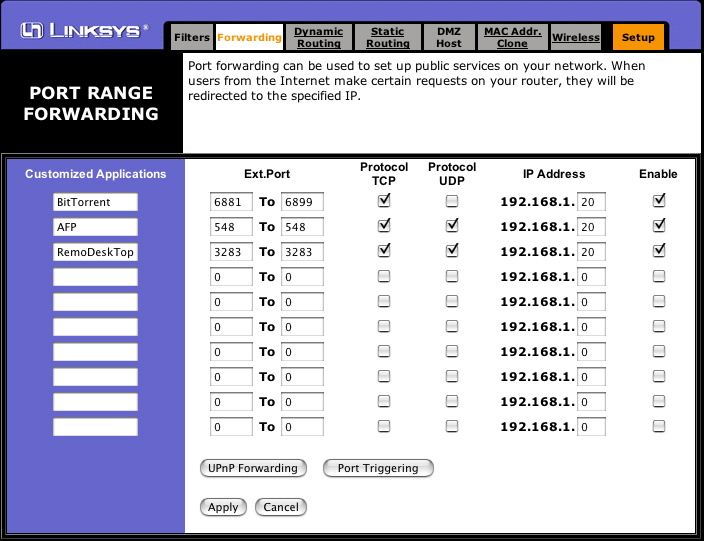 LINKSYS®
Filters Forwarding Dynamic Routing Static Routing DMZ Host MAC Addr. Clone Wireless Setup
PORT RANGE
FORWARDING
Port forwarding can be used to set up public services on your network. When
users from the Internet make certain requests on your router, they will be
redirected to the specified IP.
Customized Applications Ext.Port Protocol TCP Protocol UDP IP Address Enable
BitTorrent 6881 To 6899 192.168.1. 20
AFP 548 To 548 192.168.1. 20
RemoDeskTop 3283 To 3283 192.168.1. 20
0 To 0 192.168.1. 0
0 To 0 192.168.1. 0
0 To 0 192.168.1. 0
0 To 0 192.168.1. 0
0 To 0 192.168.1. 0
0 To 0 192.168.1. 0
0 To 0 192.168.1. 0
UPnP Forwarding Port Triggering
Apply Cancel